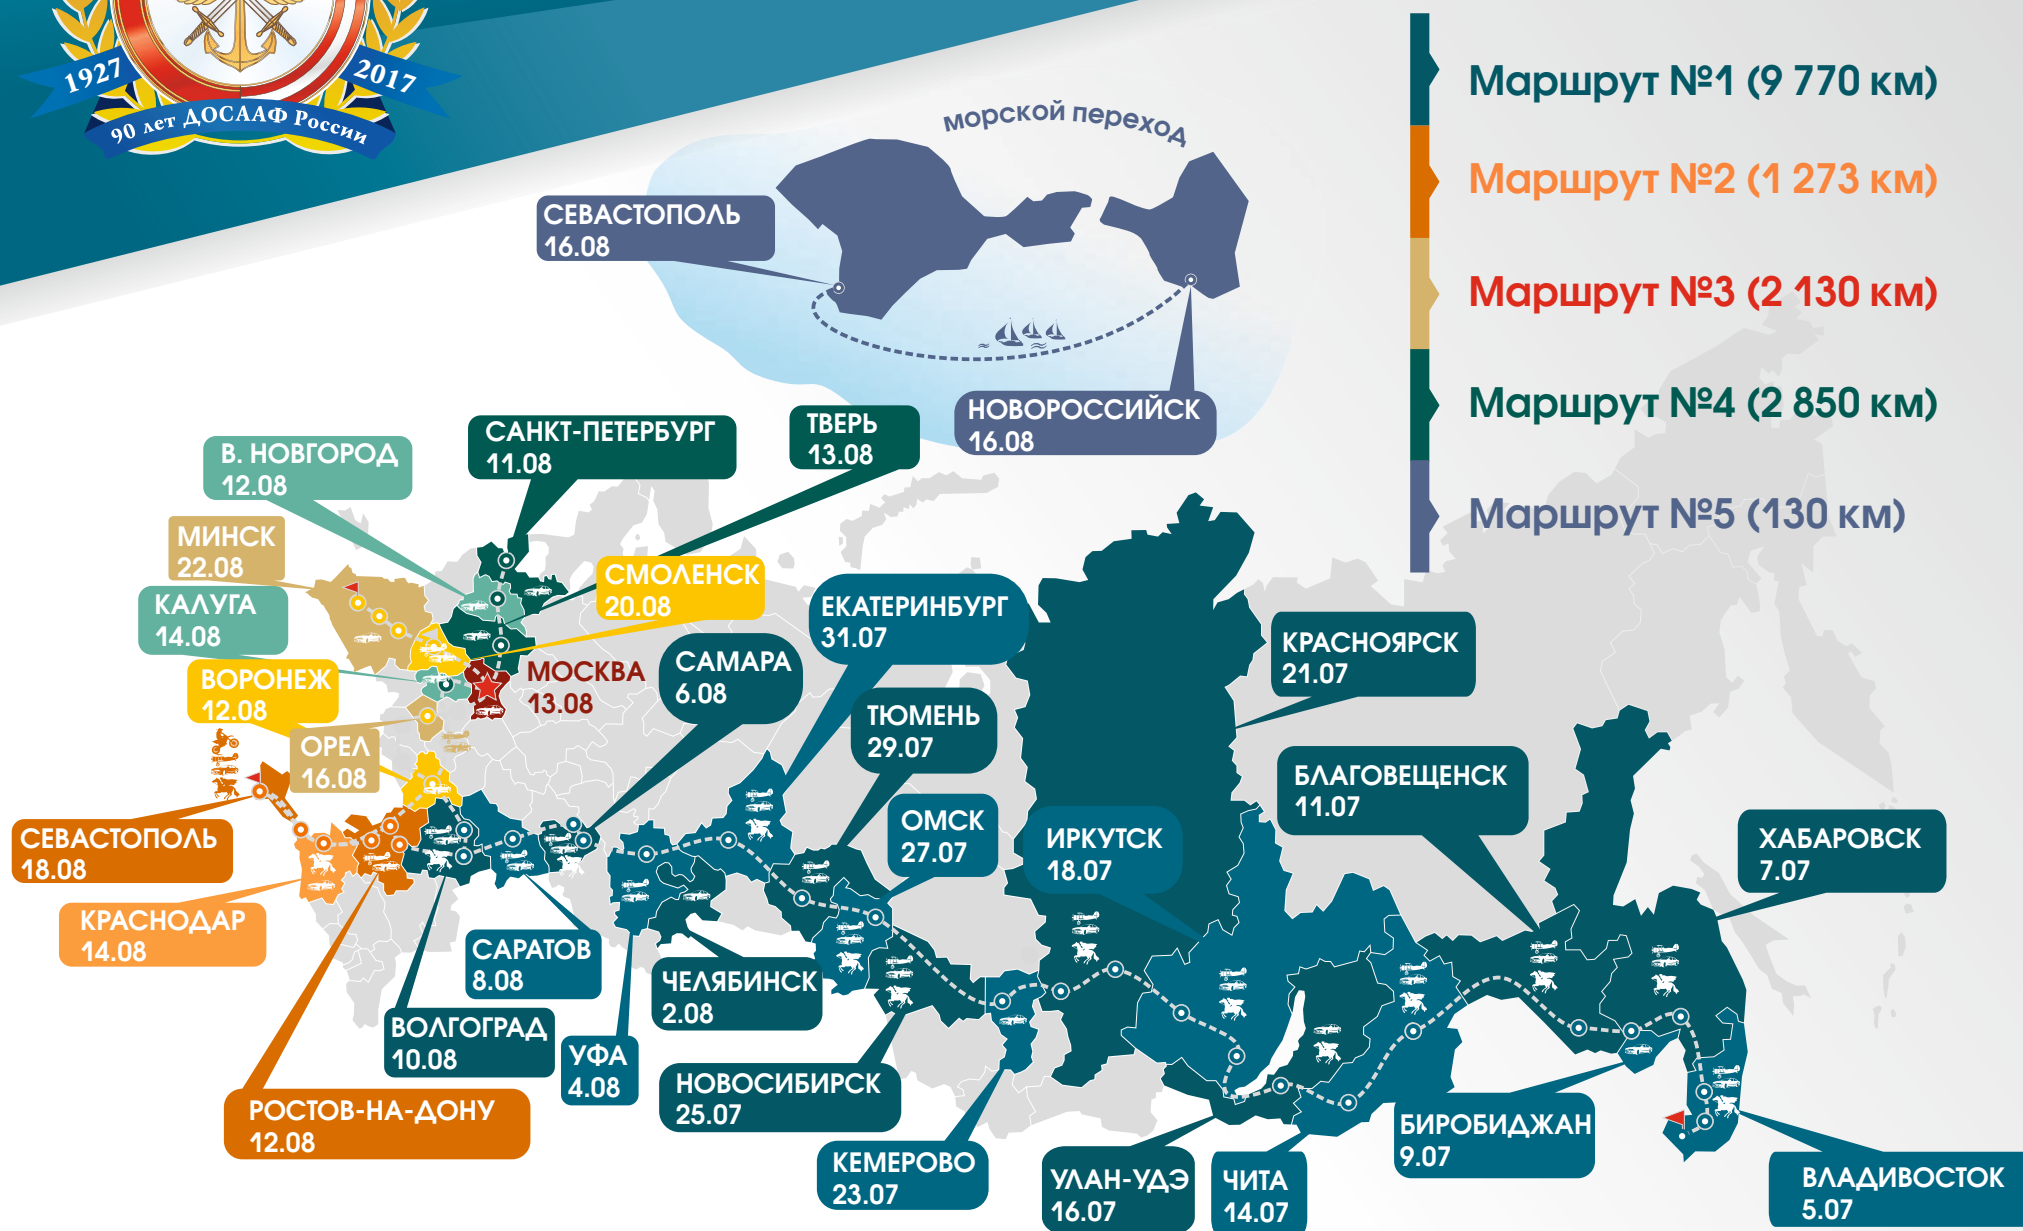 1927
2017
90 лет ДОСААФ России
Маршрут №1 (9 770 км)
Маршрут №2 (1 273 км)
Маршрут №3 (2 130 км)
Маршрут №4 (2 850 км)
Маршрут №5 (130 км)
морской переход
СЕВАСТОПОЛЬ
16.08
НОВОРОССИЙСК
16.08
САНКТ-ПЕТЕРБУРГ
11.08
ТВЕРЬ
13.08
В. НОВГОРОД
12.08
МИНСК
22.08
СМОЛЕНСК
20.08
КАЛУГА
14.08
ЕКАТЕРИНБУРГ
31.07
МОСКВА
13.08
САМАРА
6.08
КРАСНОЯРСК
21.07
ВОРОНЕЖ
12.08
ТЮМЕНЬ
29.07
ОРЕЛ
16.08
БЛАГОВЕЩЕНСК
11.07
СЕВАСТОПОЛЬ
18.08
ОМСК
27.07
ИРКУТСК
18.07
ХАБАРОВСК
7.07
КРАСНОДАР
14.08
САРАТОВ
8.08
ЧЕЛЯБИНСК
2.08
ВОЛГОГРАД
10.08
УФА
4.08
НОВОСИБИРСК
25.07
РОСТОВ-НА-ДОНУ
12.08
БИРОБИДЖАН
9.07
КЕМЕРОВО
23.07
УЛАН-УДЭ
16.07
ЧИТА
14.07
ВЛАДИВОСТОК
5.07